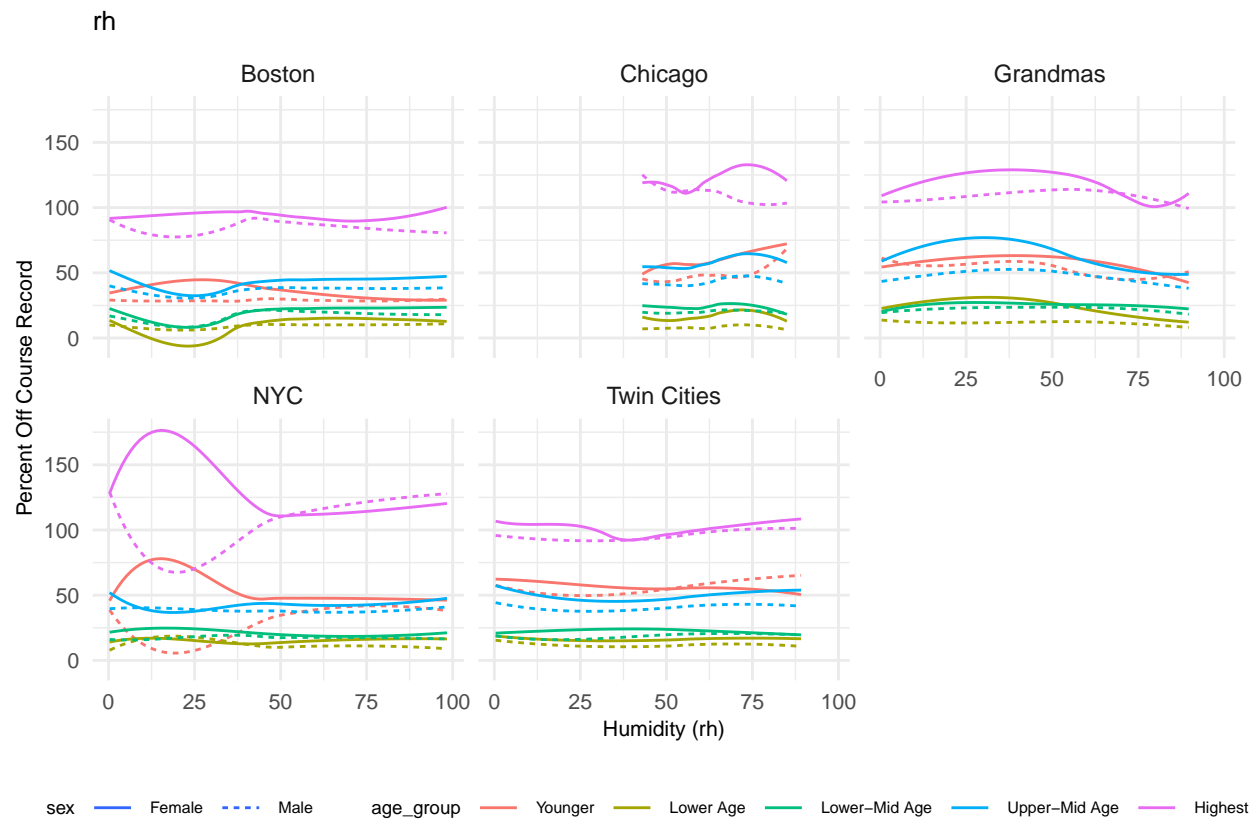 rh
Boston Chicago Grandmas
150
100
50
0
0 25 50 75 100
NYC Twin Cities
150
100
50
0
0 25 50 75 100 0 25 50 75 100
Percent Off Course Record
Humidity (rh)
sex Female Male age_group Younger Lower Age Lower−Mid Age Upper−Mid Age Highest